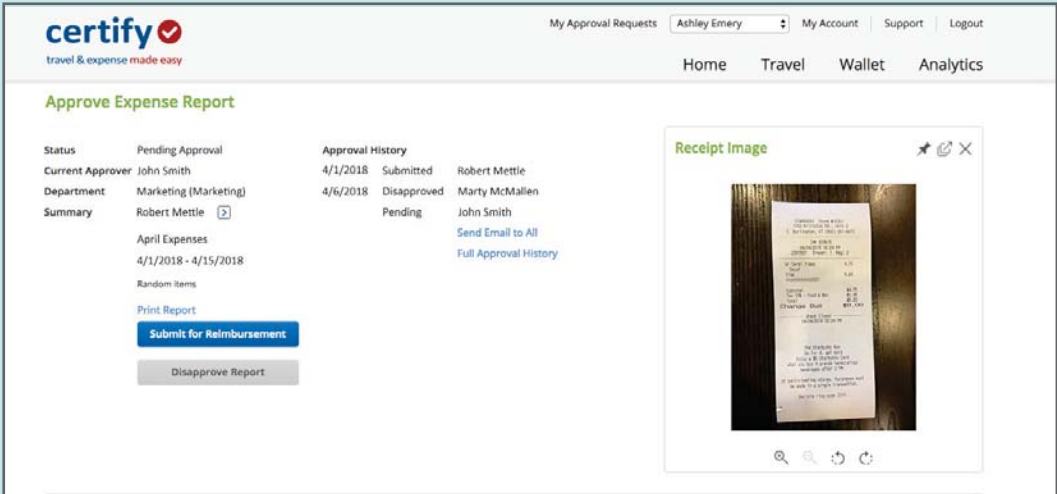 certify
travel & expense made easy
My Approval Requests Ashley Emery My Account Support Logout
Home Travel Wallet Analytics
Approve Expense Report
Status Pending Approval
Current Approver John Smith
Department Marketing (Marketing)
Summary Robert Mettle
April Expenses
4/1/2018 - 4/15/2018
Random items
Print Report
Submit for Reimbursement
Disapprove Report
Approval History
4/1/2018 Submitted Robert Mettle
4/6/2018 Disapproved Marty McMallen
Pending John Smith
Send Email to All
Full Approval History
Receipt Image
Change Due